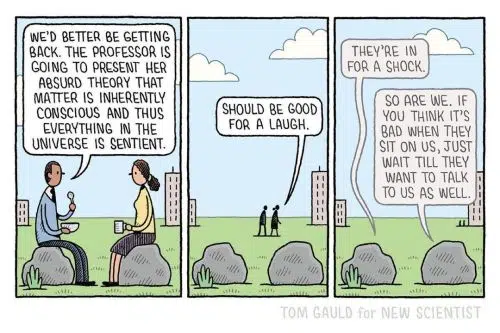 WE'D BETTER BE GETTING
BACK. THE PROFESSOR IS
GOING TO PRESENT HER
ABSURD THEORY THAT
MATTER IS INHERENTLY
CONSCIOUS AND THUS
EVERYTHING IN THE
UNIVERSE IS SENTIENT.
SHOULD BE GOOD
FOR A LAUGH.
THEY'RE IN
FOR A SHOCK.
SO ARE WE. IF
YOU THINK IT'S
BAD WHEN THEY
SIT ON US, JUST
WAIT TILL THEY
WANT TO TALK
TO US AS WELL.
TOM GAULD for NEW SCIENTIST